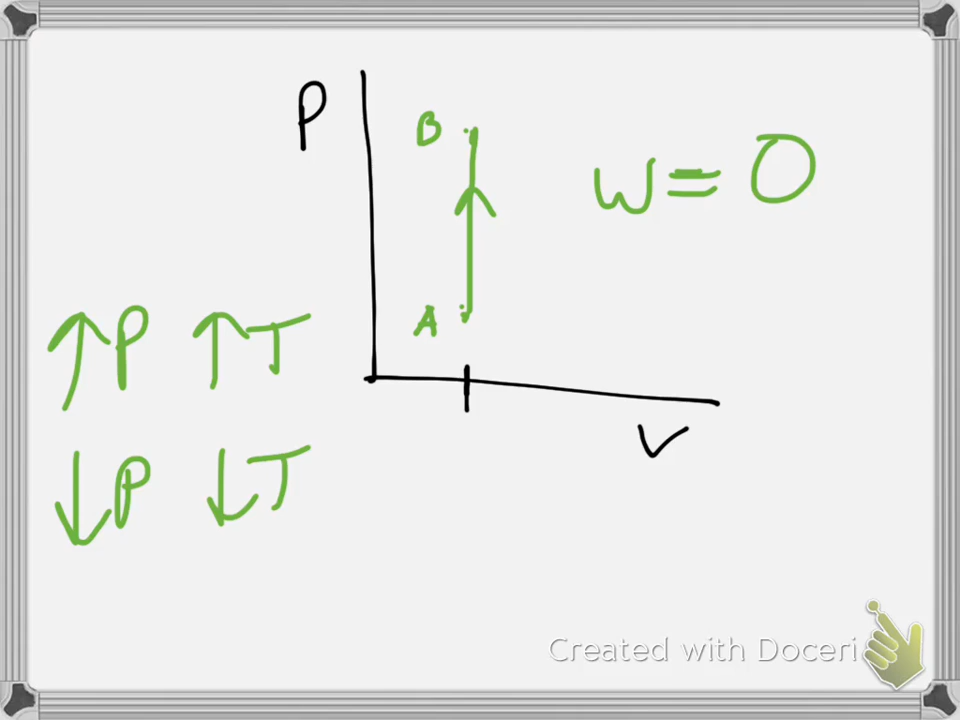 P
B
W = 0
A
↑P ↑T
V
↓P ↓T
Created with Doceri